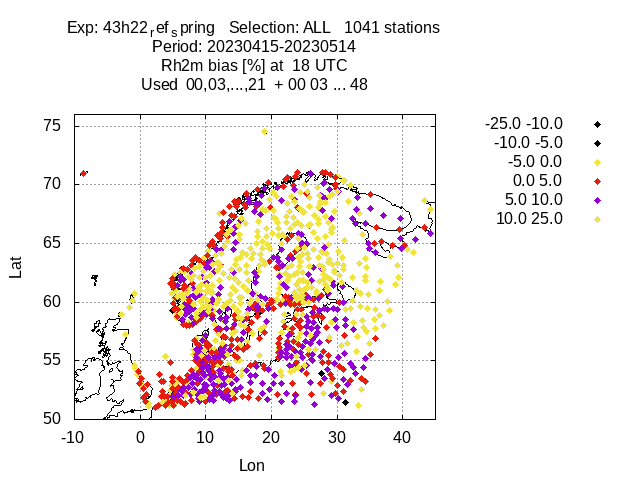 Exp: 43h22ref spring   Selection: ALL   1041 stations
Period: 20230415-20230514
Rh2m bias [%] at  18 UTC
Used  00,03,...,21  + 00 03 ... 48
-25.0 -10.0
-10.0 -5.0
-5.0 0.0
0.0 5.0
5.0 10.0
10.0 25.0
75
70
65
60
55
50
Lat
-10 0 10 20 30 40
Lon